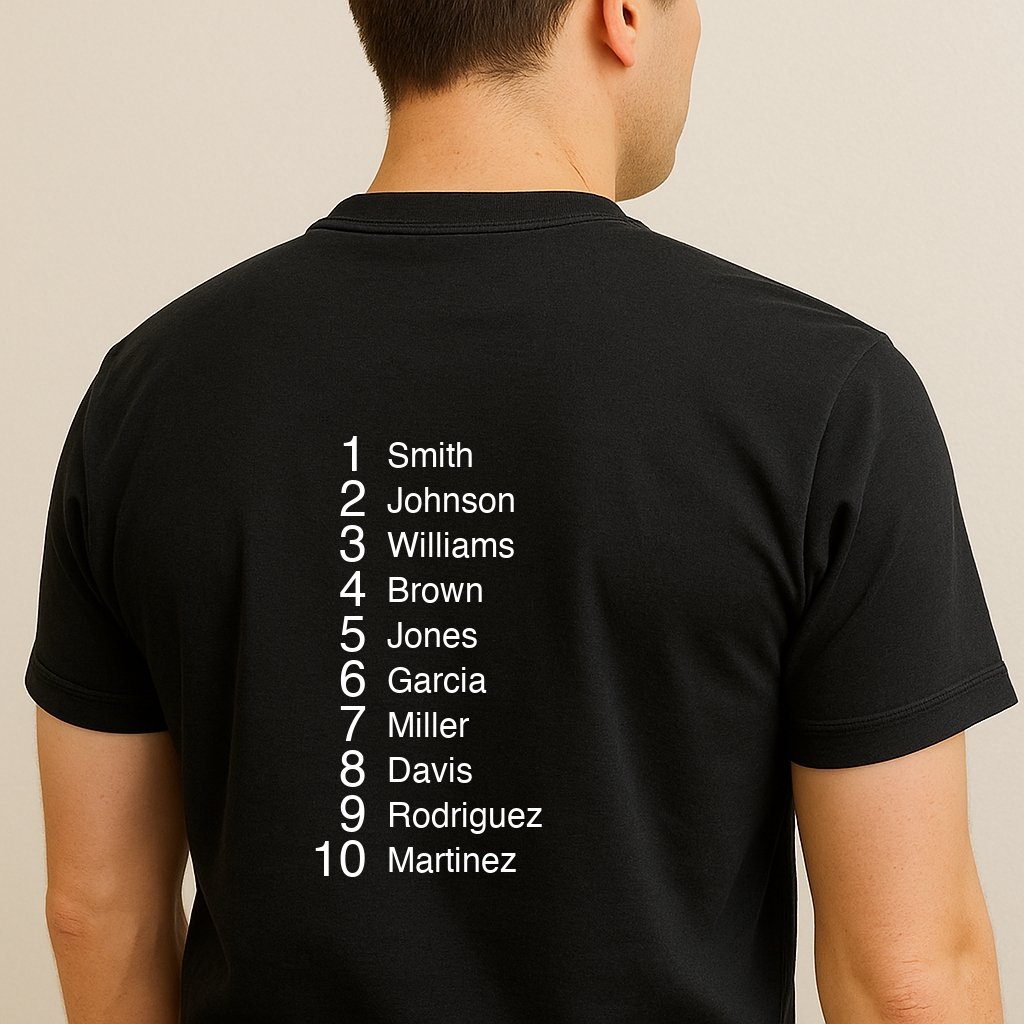 1 Smith
2 Johnson
3 Williams
4 Brown
5 Jones
6 Garcia
7 Miller
8 Davis
9 Rodriguez
10 Martinez